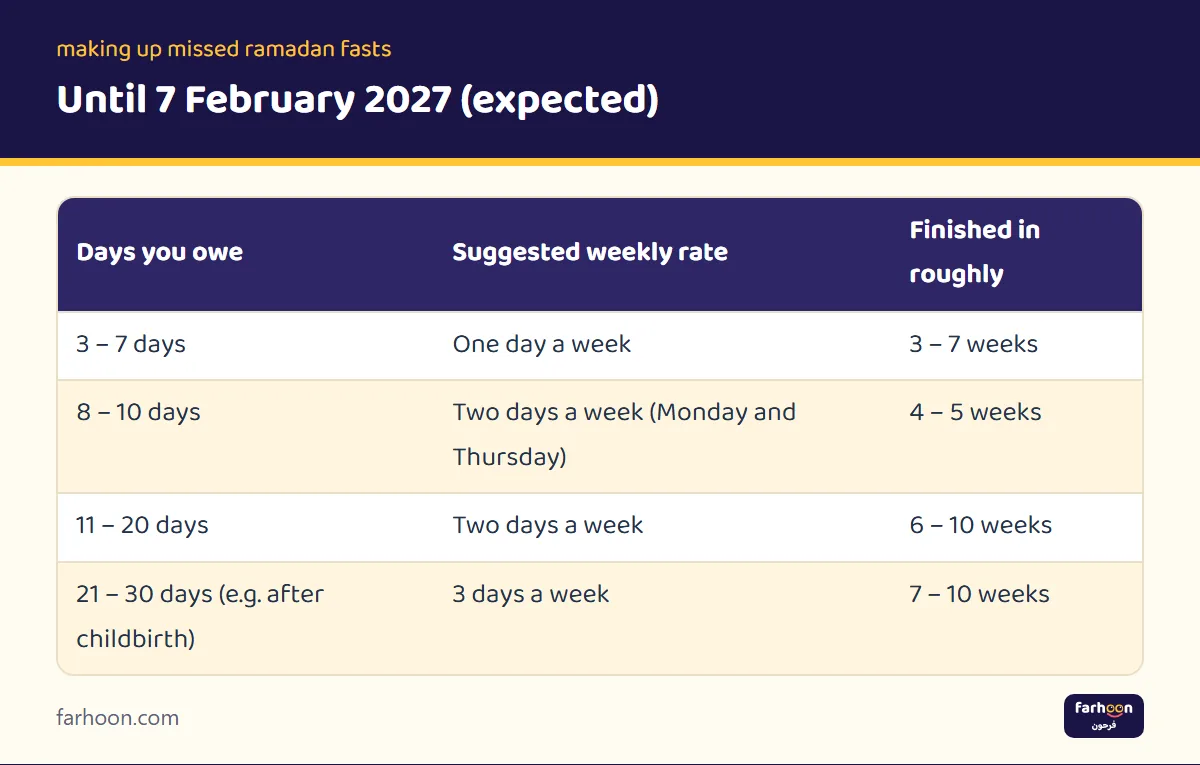 making up missed ramadan fasts
Until 7 February 2027 (expected)
Days you owe
Suggested weekly rate
Finished in
roughly
3 – 7 days
One day a week
3 – 7 weeks
8 – 10 days
Two days a week (Monday and
Thursday)
4 – 5 weeks
11 – 20 days
Two days a week
6 – 10 weeks
21 – 30 days (e.g. after
childbirth)
3 days a week
7 – 10 weeks
farhoon.com
farhoon
فرحون